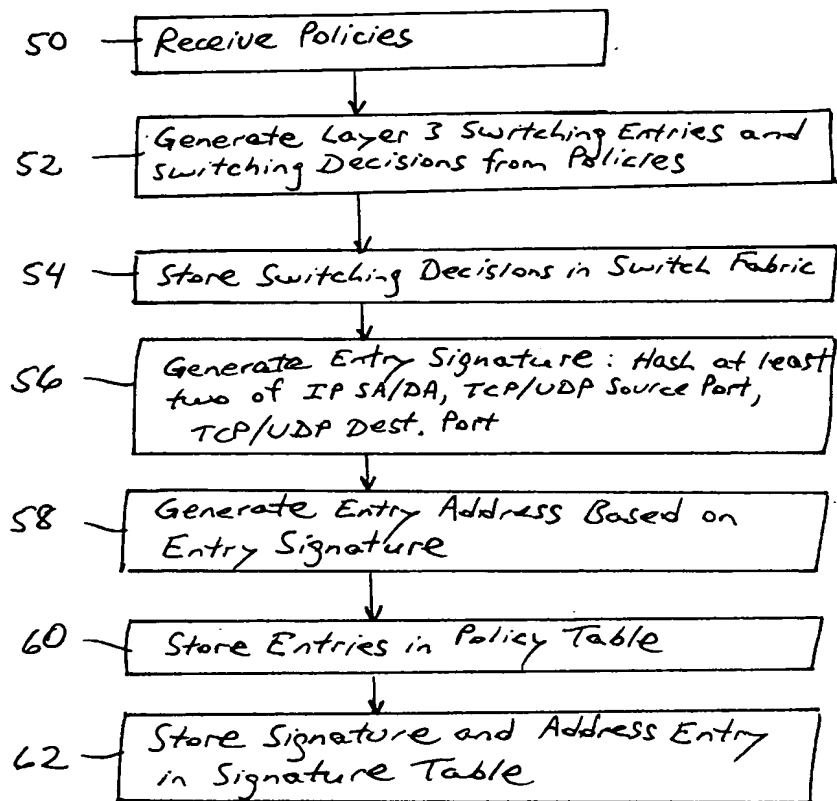 50
Receive Policies
52
Generate Layer 3 Switching Entries and
switching Decisions from Policies
54
Store Switching Decisions in Switch Fabric
56
Generate Entry Signature: Hash at least
two of IP SA/DA, TCP/UDP Source Port,
TCP/UDP Dest. Port
58
Generate Entry Address Based on
Entry Signature
60
Store Entries in Policy Table
62
Store Signature and Address Entry
in Signature Table